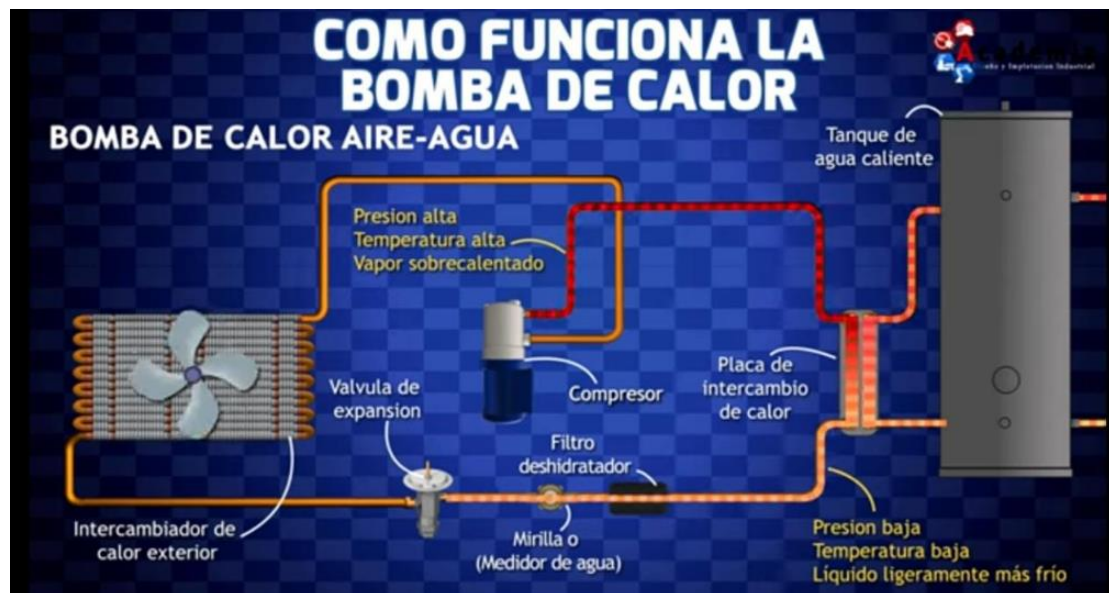 COMO FUNCIONA LA
BOMBA DE CALOR
Academia
BOMBA DE CALOR AIRE-AGUA
Tanque de
agua caliente
Presion alta
Temperatura alta
Vapor sobrecalentado
Placa de
intercambio
de calor
Compresor
Valvula de
expansion
Filtro
deshidratador
Intercambiador de
calor exterior
Mirilla o
(Medidor de agua)
Presion baja
Temperatura baja
Líquido ligeramente más frío